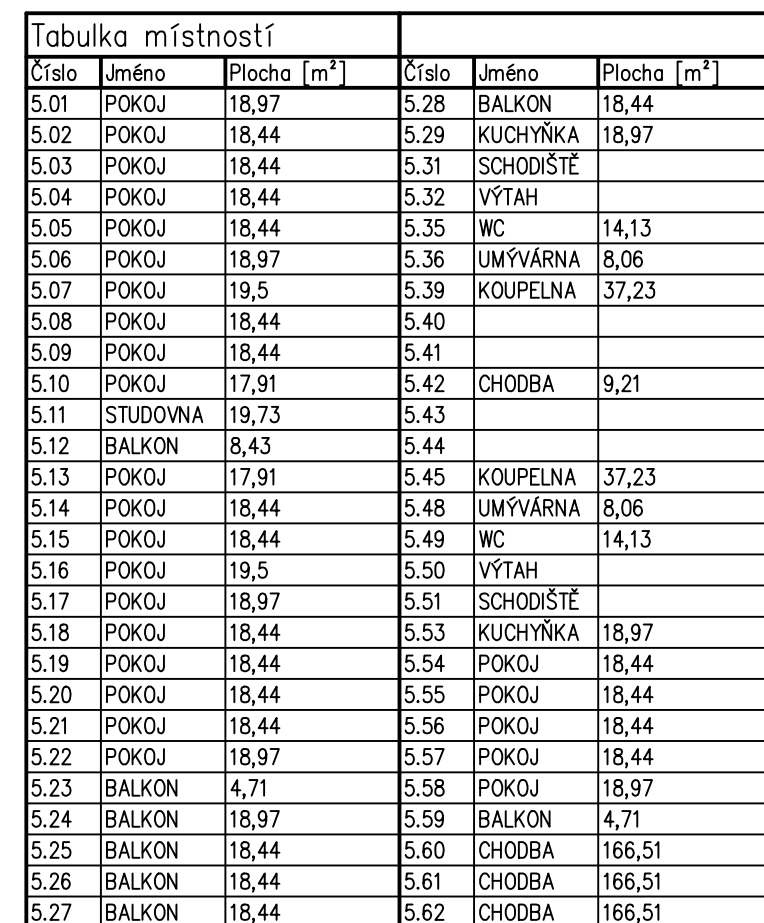 Tabulka místností
Číslo Jméno Plocha [m²] Číslo Jméno Plocha [m²]
5.01 POKOJ 18,97 5.28 BALKON 18,44
5.02 POKOJ 18,44 5.29 KUCHYŇKA 18,97
5.03 POKOJ 18,44 5.31 SCHODIŠTĚ
5.04 POKOJ 18,44 5.32 VÝTAH
5.05 POKOJ 18,44 5.35 WC 14,13
5.06 POKOJ 18,97 5.36 UMÝVÁRNA 8,06
5.07 POKOJ 19,5 5.39 KOUPELNA 37,23
5.08 POKOJ 18,44 5.40
5.09 POKOJ 18,44 5.41
5.10 POKOJ 17,91 5.42 CHODBA 9,21
5.11 STUDOVNA 19,73 5.43
5.12 BALKON 8,43 5.44
5.13 POKOJ 17,91 5.45 KOUPELNA 37,23
5.14 POKOJ 18,44 5.48 UMÝVÁRNA 8,06
5.15 POKOJ 18,44 5.49 WC 14,13
5.16 POKOJ 19,5 5.50 VÝTAH
5.17 POKOJ 18,97 5.51 SCHODIŠTĚ
5.18 POKOJ 18,44 5.53 KUCHYŇKA 18,97
5.19 POKOJ 18,44 5.54 POKOJ 18,44
5.20 POKOJ 18,44 5.55 POKOJ 18,44
5.21 POKOJ 18,44 5.56 POKOJ 18,44
5.22 POKOJ 18,97 5.57 POKOJ 18,44
5.23 BALKON 4,71 5.58 POKOJ 18,97
5.24 BALKON 18,97 5.59 BALKON 4,71
5.25 BALKON 18,44 5.60 CHODBA 166,51
5.26 BALKON 18,44 5.61 CHODBA 166,51
5.27 BALKON 18,44 5.62 CHODBA 166,51